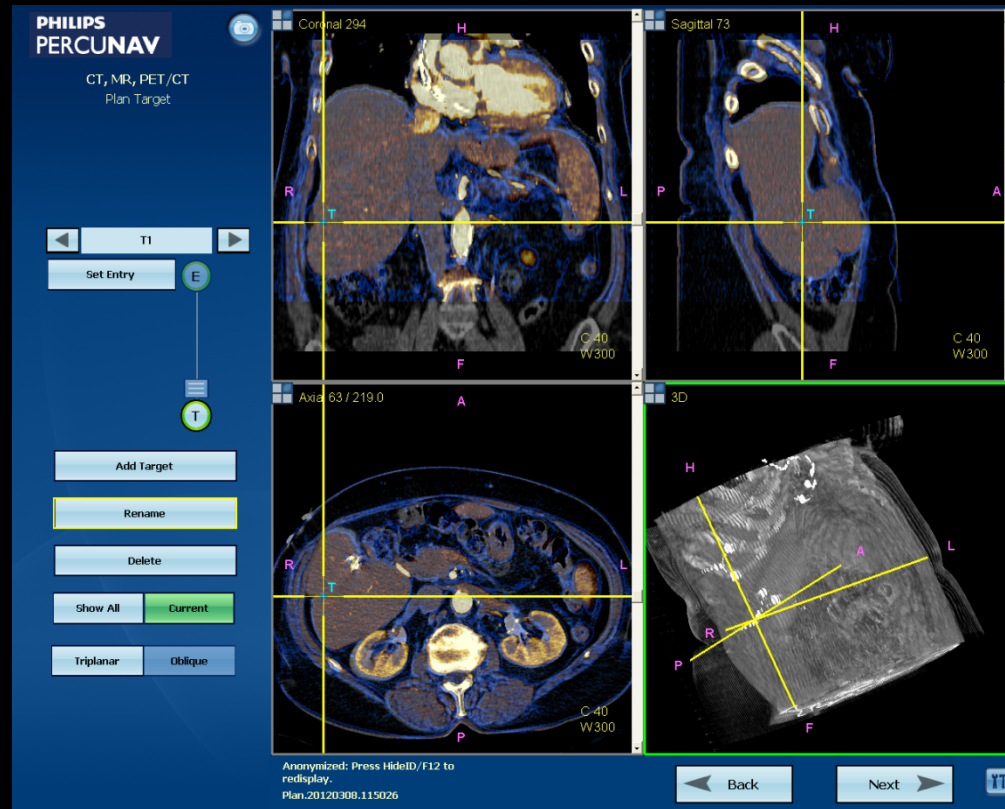 PHILIPS
PERCUNAV
CT, MR, PET/CT
Plan Target
T1
Set Entry
E
T
Add Target
Rename
Delete
Show All
Current
Triplanar
Oblique
Coronal 294
H
R
L
T
C 40
W300
F
Sagittal 73
H
P
A
T
C 40
W300
F
Axial 63 / 219.0
A
R
L
T
C 40
W300
P
3D
H
A
L
R
P
F
Anonymized: Press HideID/F12 to
redisplay.
Plan.20120308.115026
Back
Next